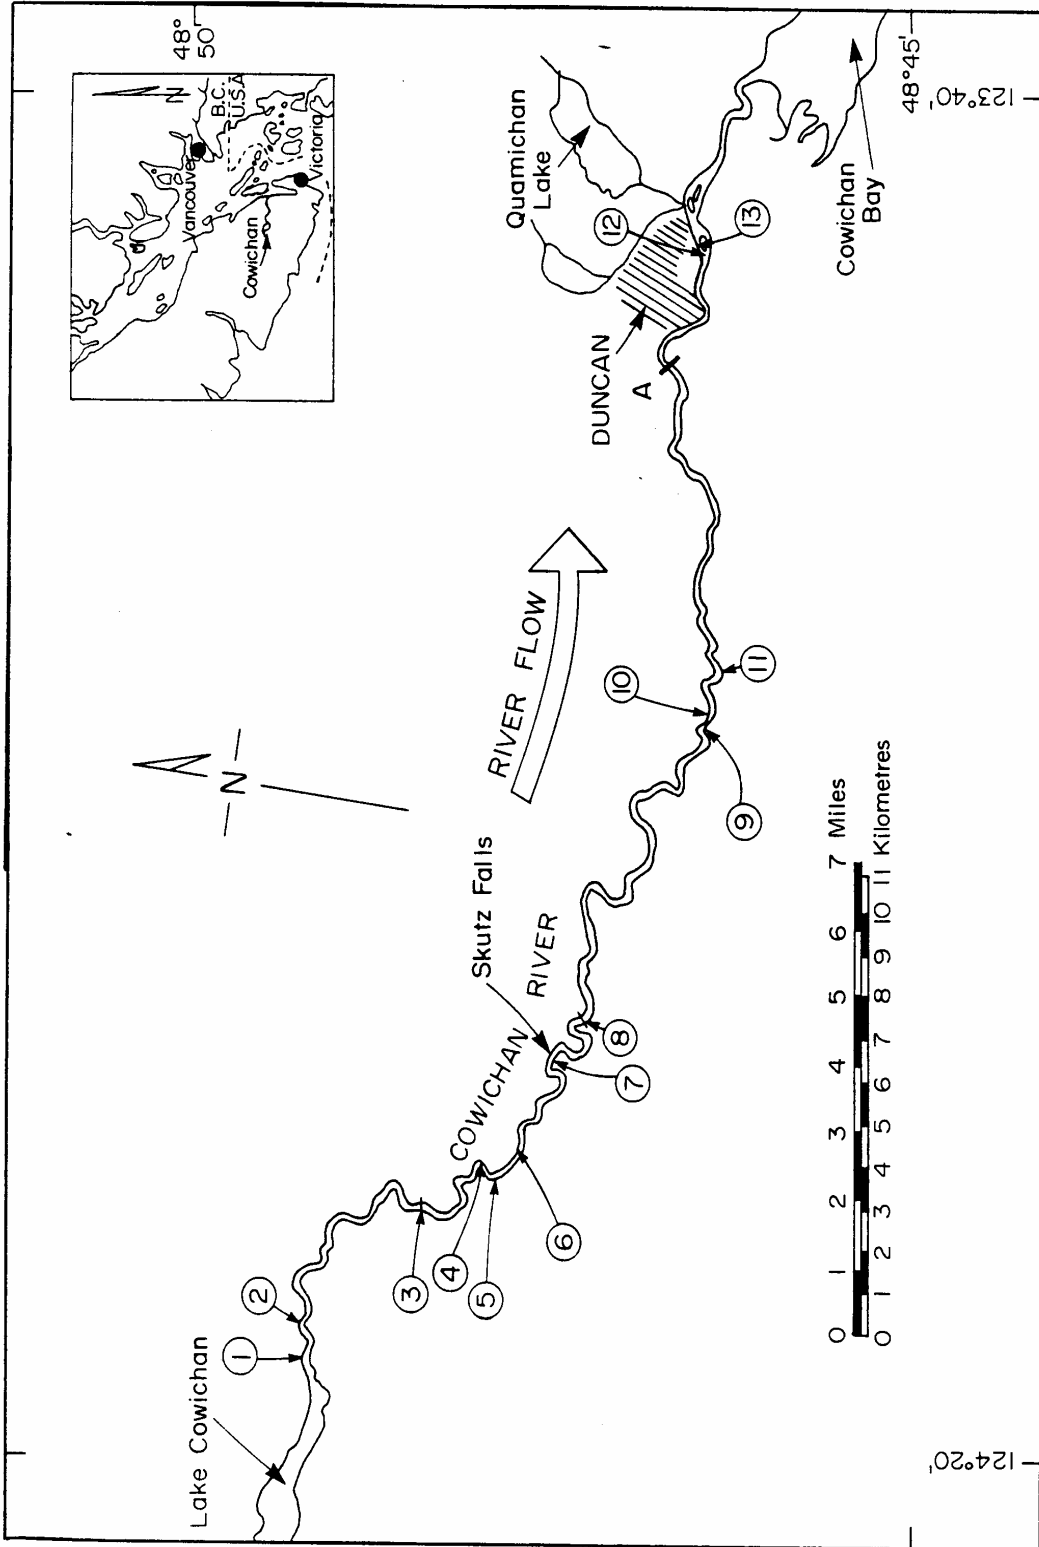 48°
50'
N
B.C.
U.S.A
Vancouver
Victoria
Cowichan
Quamichan
Lake
12
13
DUNCAN
A
Cowichan
Bay
48°45'
123°40'
RIVER FLOW
N
10
11
9
Skutz Falls
COWICHAN RIVER
8
7
6
5
4
3
2
1
Lake Cowichan
0 1 2 3 4 5 6 7 Miles
0 1 2 3 4 5 6 7 8 9 10 11 Kilometres
124°20'